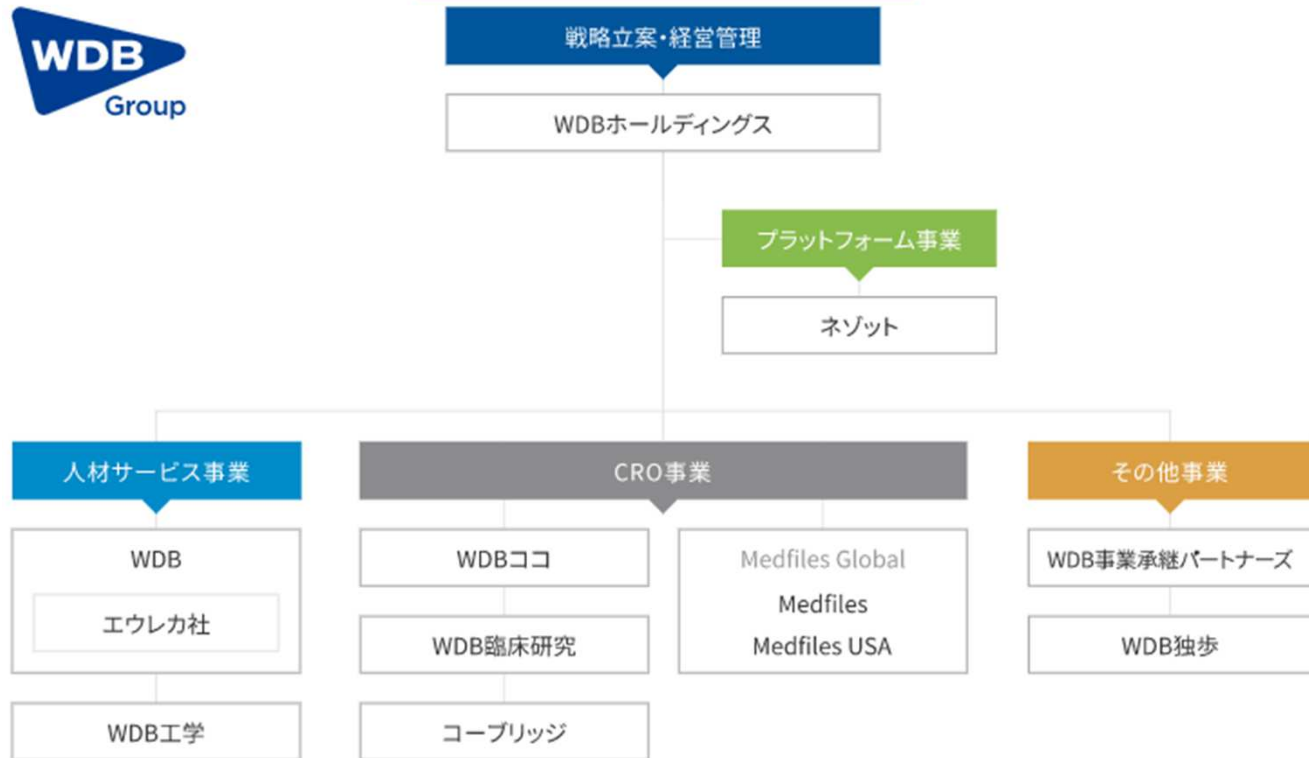 WDB
Group
戦略立案・経営管理
WDBホールディングス
プラットフォーム事業
ネゾット
人材サービス事業
WDB
エウレカ社
WDB工学
CRO事業
WDBココ
WDB臨床研究
コーブリッジ
Medfiles Global
Medfiles
Medfiles USA
その他事業
WDB事業承継パートナーズ
WDB独歩